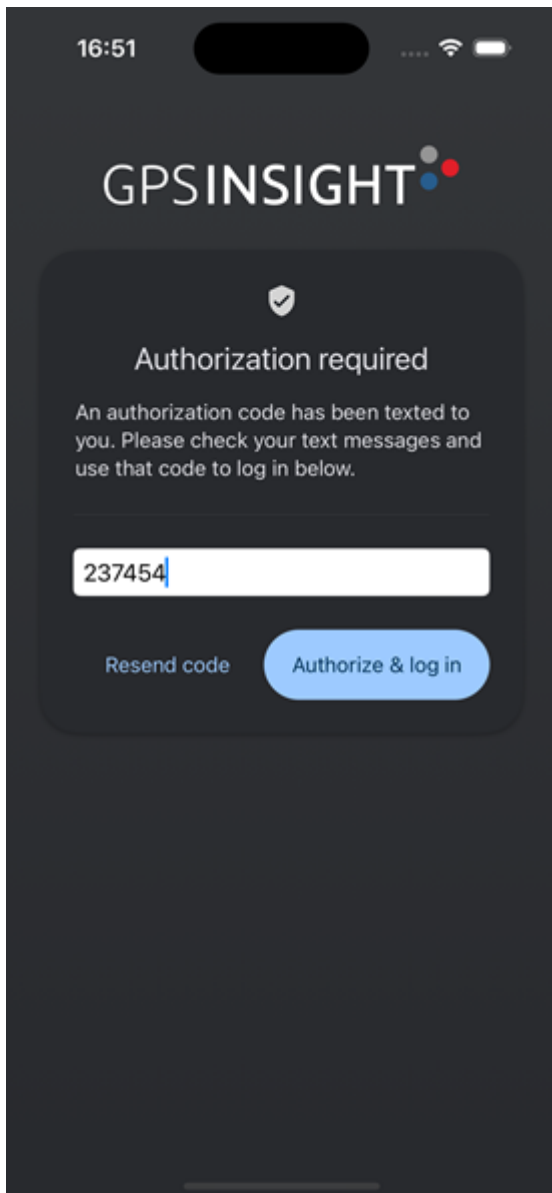 16:51
GPSINSIGHT
Authorization required
An authorization code has been texted to
you. Please check your text messages and
use that code to log in below.
237454
Resend code
Authorize & log in